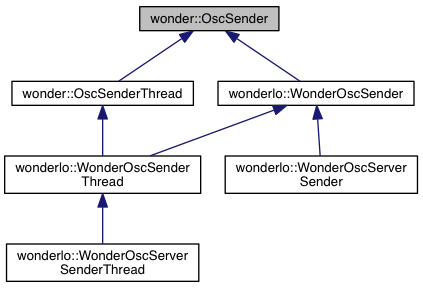 wonder::OscSender
wonder::OscSenderThread
wonderlo::WonderOscSender
wonderlo::WonderOscSender
Thread
wonderlo::WonderOscServer
Sender
wonderlo::WonderOscServer
SenderThread